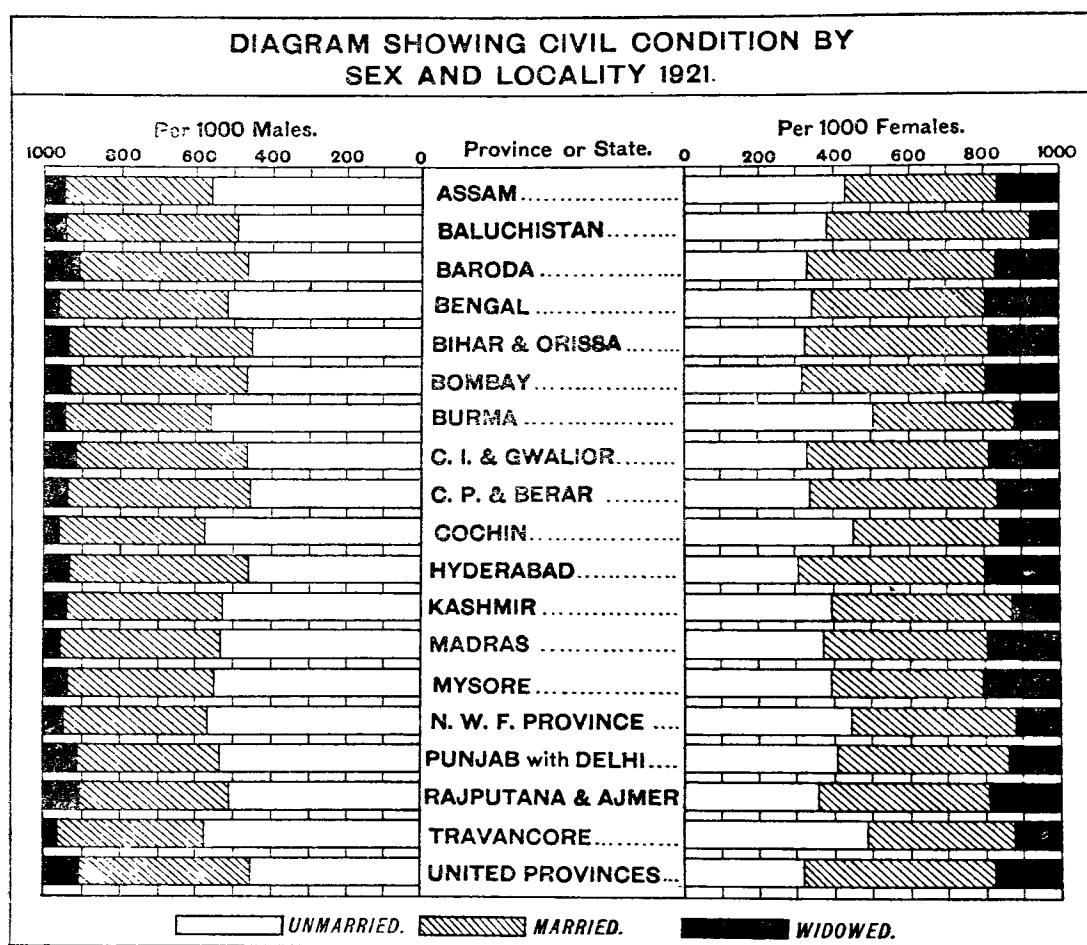 DIAGRAM SHOWING CIVIL CONDITION BY
SEX AND LOCALITY 1921.
Per 1000 Males.
Province or State.
Per 1000 Females.
1000 800 600 400 200 0
0 200 400 600 800 1000
ASSAM
BALUCHISTAN
BARODA
BENGAL
BIHAR & ORISSA
BOMBAY
BURMA
C. I. & GWALIOR
C. P. & BERAR
COCHIN
HYDERABAD
KASHMIR
MADRAS
MYSORE
N. W. F. PROVINCE
PUNJAB with DELHI
RAJPUTANA & AJMER
TRAVANCORE
UNITED PROVINCES
UNMARRIED. MARRIED. WIDOWED.